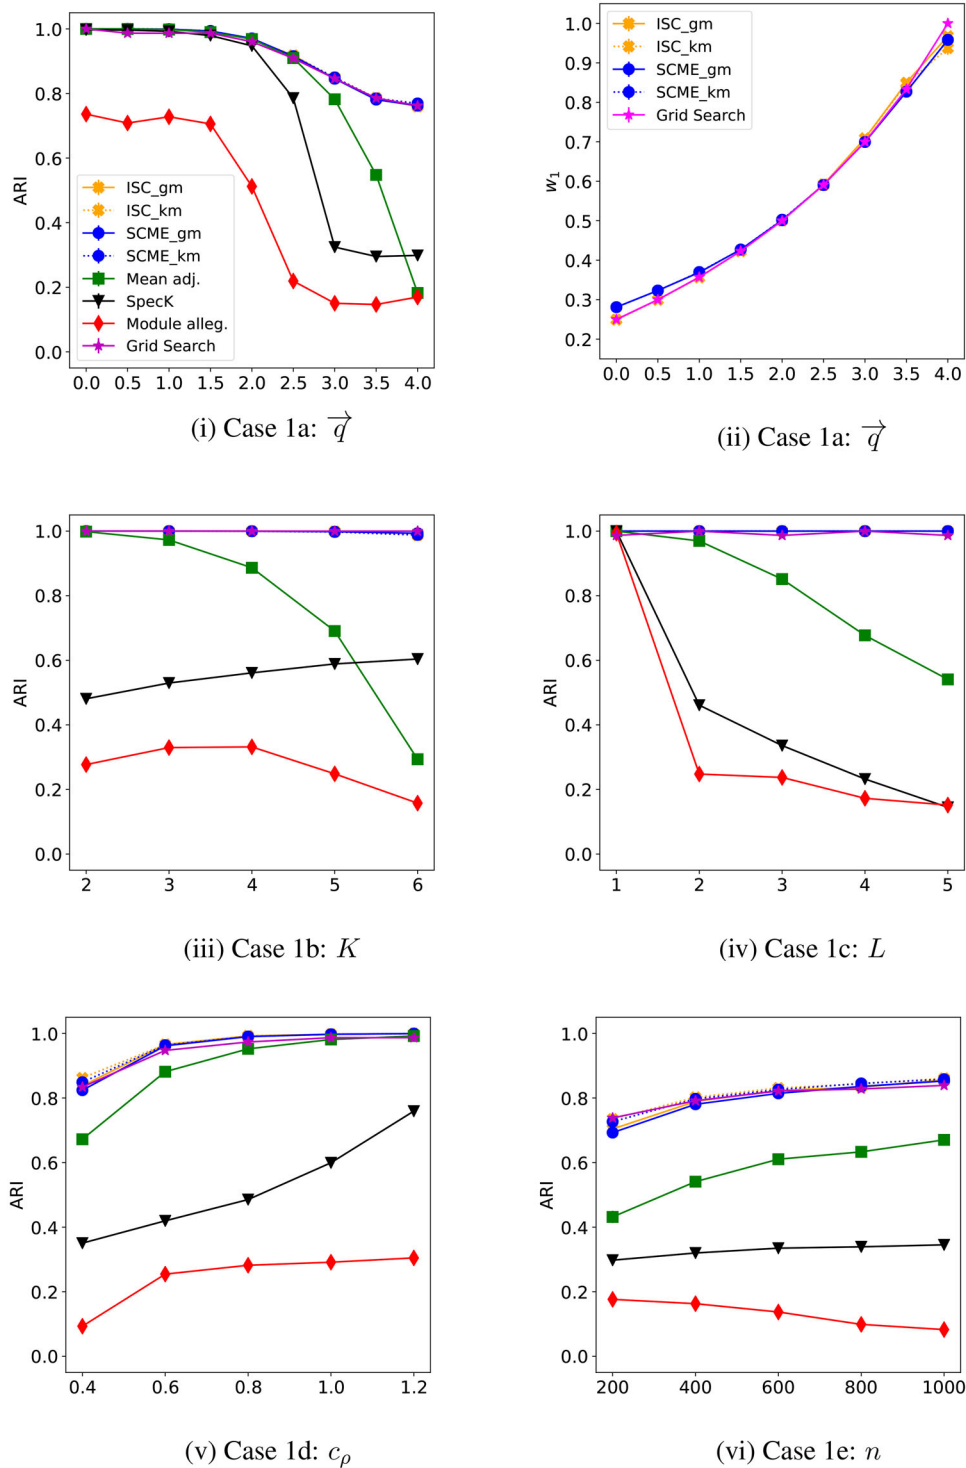 1.0
0.8
0.6
0.4
0.2
0.0
ARI
ISC_gm
ISC_km
SCME_gm
SCME_km
Mean adj.
SpecK
Module alleg.
Grid Search
0.0 0.5 1.0 1.5 2.0 2.5 3.0 3.5 4.0
(i) Case 1a: \overrightarrow{q}
1.0
0.9
0.8
0.7
0.6
0.5
0.4
0.3
0.2
w₁
ISC_gm
ISC_km
SCME_gm
SCME_km
Grid Search
0.0 0.5 1.0 1.5 2.0 2.5 3.0 3.5 4.0
(ii) Case 1a: \overrightarrow{q}
1.0
0.8
0.6
0.4
0.2
0.0
ARI
2 3 4 5 6
(iii) Case 1b: K
1.0
0.8
0.6
0.4
0.2
0.0
ARI
1 2 3 4 5
(iv) Case 1c: L
1.0
0.8
0.6
0.4
0.2
0.0
ARI
0.4 0.6 0.8 1.0 1.2
(v) Case 1d: c_ρ
1.0
0.8
0.6
0.4
0.2
0.0
ARI
200 400 600 800 1000
(vi) Case 1e: n